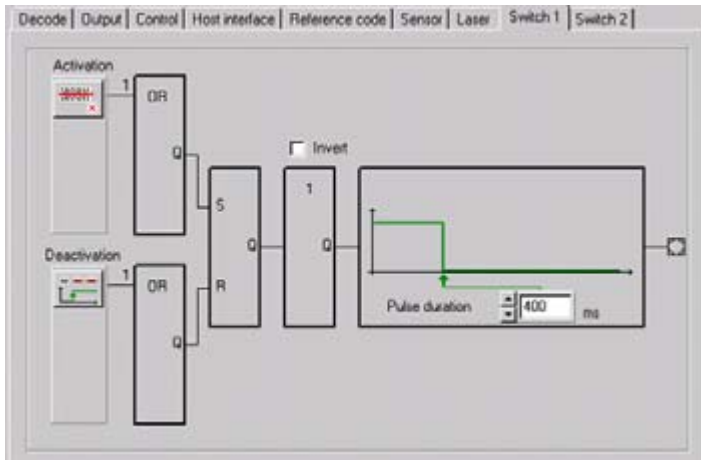 Decode Output Control Host interface Reference code Sensor Laser Switch 1 Switch 2
Activation
1
OR
Q
Invert
1
S
Q
Q
Deactivation
1
OR
R
Q
Pulse duration 400 ms